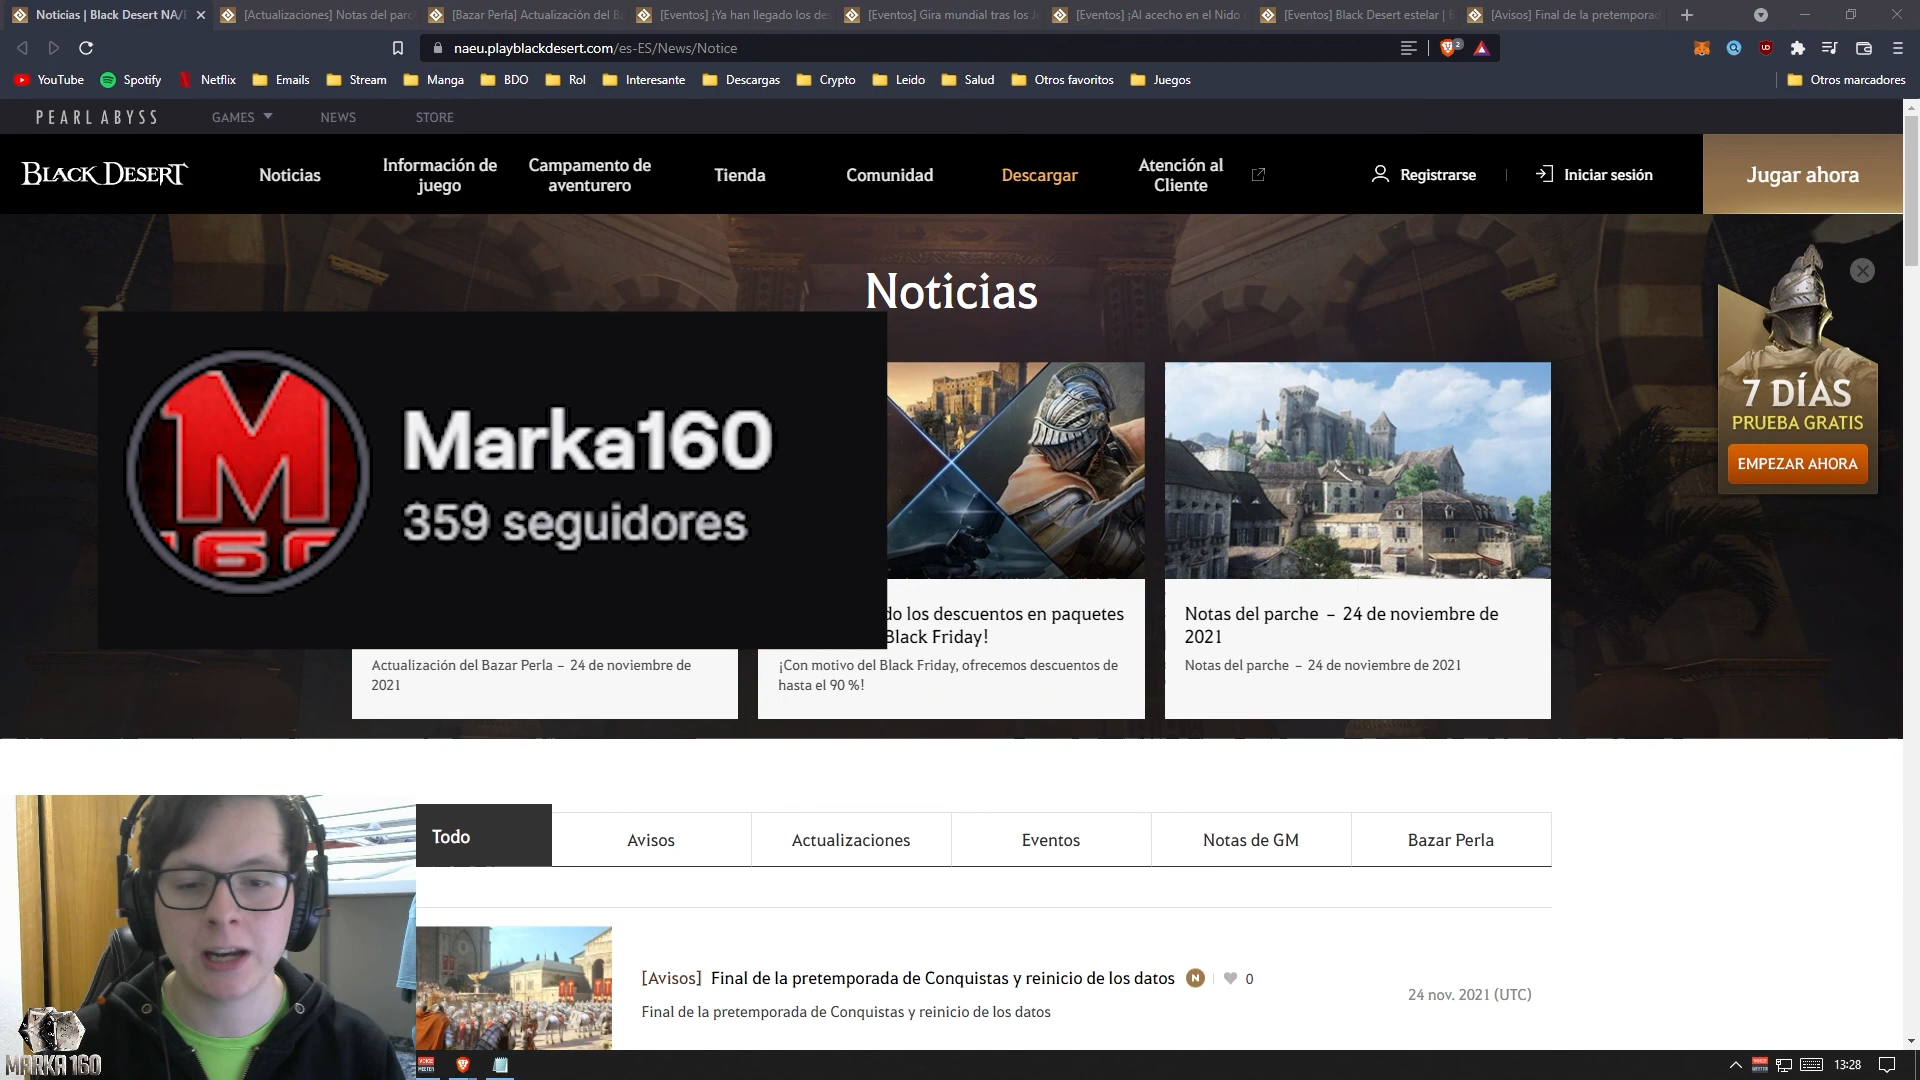 Noticias | Black Desert NA/
[Actualizaciones] Notas del parc
[Bazar Perla] Actualización del B
[Eventos] ¡Ya han llegado los des
[Eventos] Gira mundial tras los J
[Eventos] ¡Al acecho en el Nido
[Eventos] Black Desert estelar |
[Avisos] Final de la pretemporad
naeu.playblackdesert.com/es-ES/News/Notice
2
YouTube
Spotify
Netflix
Emails
Stream
Manga
BDO
Rol
Interesante
Descargas
Crypto
Leido
Salud
Otros favoritos
Juegos
Otros marcadores
PEARL ABYSS
GAMES
NEWS
STORE
BLACK DESERT
Noticias
Información de
juego
Campamento de
aventurero
Tienda
Comunidad
Descargar
Atención al
Cliente
Registrarse
Iniciar sesión
Jugar ahora
Noticias
7 DÍAS
PRUEBA GRATIS
EMPEZAR AHORA
M
160
Marka160
359 seguidores
do los descuentos en paquetes
Black Friday!
¡Con motivo del Black Friday, ofrecemos descuentos de
hasta el 90 %!
Notas del parche – 24 de noviembre de
2021
Notas del parche – 24 de noviembre de 2021
Actualización del Bazar Perla – 24 de noviembre de
2021
Todo
Avisos
Actualizaciones
Eventos
Notas de GM
Bazar Perla
[Avisos] Final de la pretemporada de Conquistas y reinicio de los datos N 0
Final de la pretemporada de Conquistas y reinicio de los datos
24 nov. 2021 (UTC)
MARKA 160
13:28